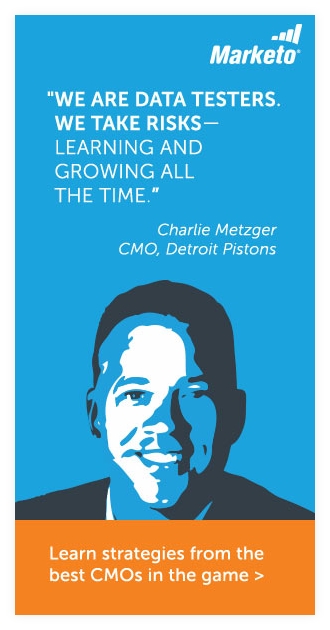 Marketo®
"WE ARE DATA TESTERS.
WE TAKE RISKS—
LEARNING AND
GROWING ALL
THE TIME."
Charlie Metzger
CMO, Detroit Pistons
Learn strategies from the
best CMOs in the game >